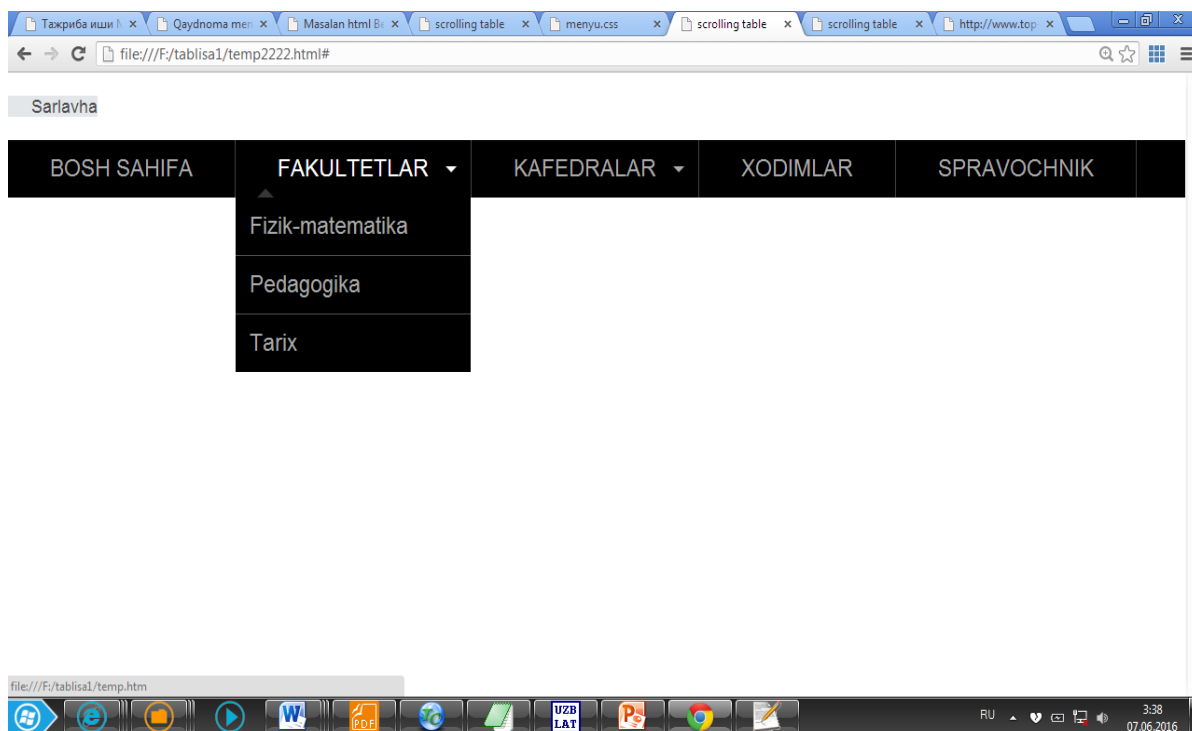 Тажриба иши
Qaydnoma men
Masalan html Be
scrolling table
menyu.css
scrolling table
scrolling table
http://www.top
file:///F:/tablisa1/temp2222.html#
Sarlavha
BOSH SAHIFA
FAKULTETLAR
KAFEDRALAR
XODIMLAR
SPRAVOCHNIK
Fizik-matematika
Pedagogika
Tarix
file:///F:/tablisa1/temp.htm
W
PDF
UZB
LAT
P
RU
3:38
07.06.2016